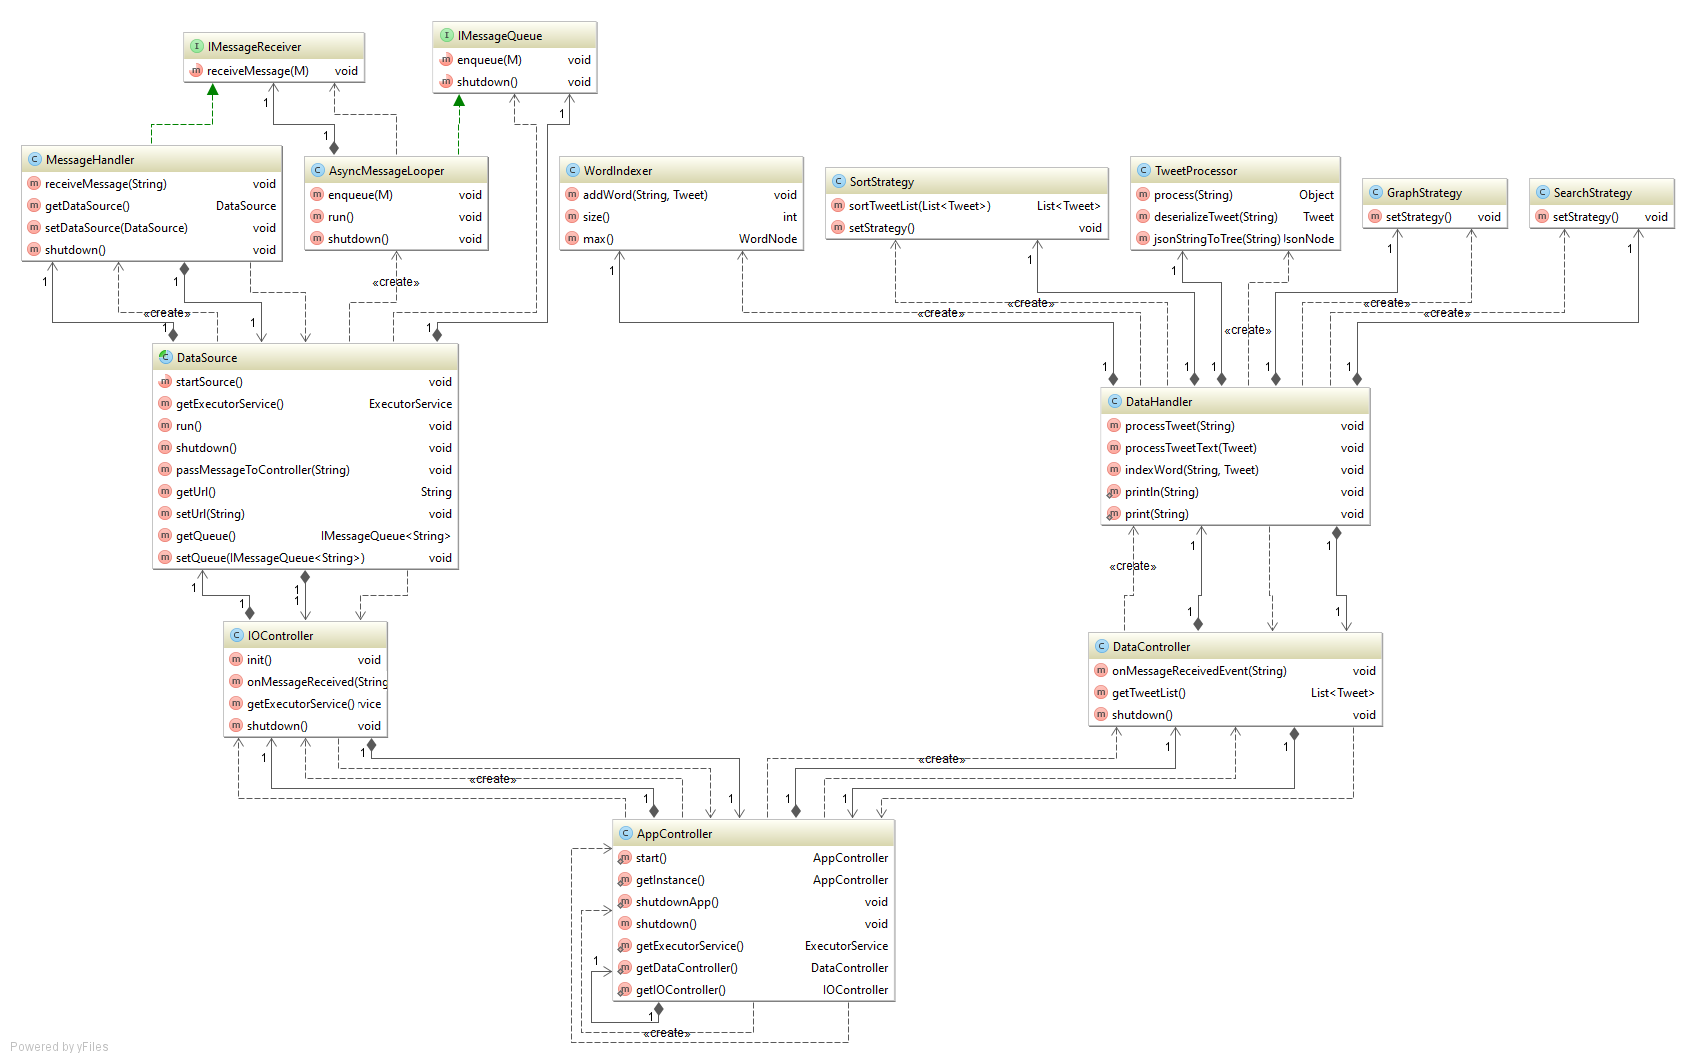 IMessageReceiver
receiveMessage(M) void
IMessageQueue
enqueue(M) void
shutdown() void
1
1
1
MessageHandler
receiveMessage(String) void
getDataSource() DataSource
setDataSource(DataSource) void
shutdown() void
AsyncMessageLooper
enqueue(M) void
run() void
shutdown() void
WordIndexer
addWord(String, Tweet) void
size() int
max() WordNode
SortStrategy
sortTweetList(List<Tweet>) List<Tweet>
setStrategy() void
TweetProcessor
process(String) Object
deserializeTweet(String) Tweet
jsonStringToTree(String) JsonNode
GraphStrategy
setStrategy() void
SearchStrategy
setStrategy() void
1
1
«create»
1
1
1
1
1
«create»
1
1
1
«create»
«create»
«create»
«create»
«create»
1
1
1
1
1
DataSource
startSource() void
getExecutorService() ExecutorService
run() void
shutdown() void
passMessageToController(String) void
getUrl() String
setUrl(String) void
getQueue() IMessageQueue<String>
setQueue(IMessageQueue<String>) void
DataHandler
processTweet(String) void
processTweetText(Tweet) void
indexWord(String, Tweet) void
println(String) void
print(String) void
1
1
1
1
1
1
«create»
1
1
IOController
init() void
onMessageReceived(String
getExecutorService() rvice
shutdown() void
DataController
onMessageReceivedEvent(String) void
getTweetList() List<Tweet>
shutdown() void
1
1
«create»
1
1
«create»
1
1
1
1
AppController
start() AppController
getInstance() AppController
shutdownApp() void
shutdown() void
getExecutorService() ExecutorService
getDataController() DataController
getIOController() IOController
1
1
«create»
Powered by yFiles